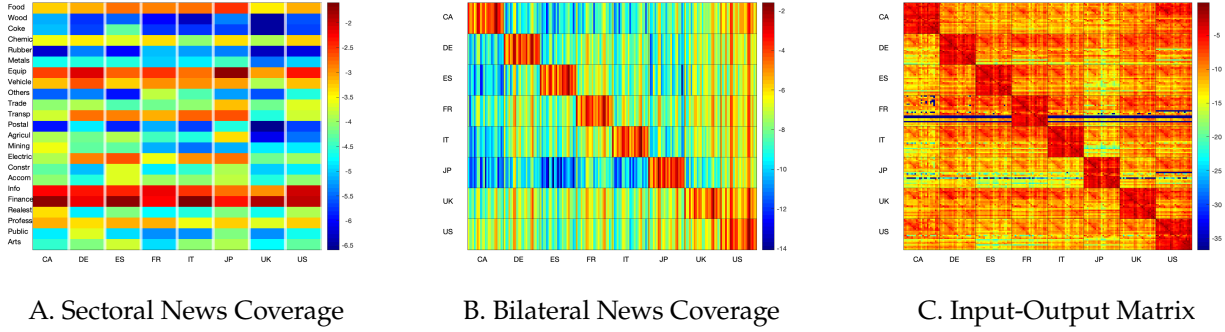 Food
Wood
Coke
Chemic
Rubber
Metals
Equip
Vehicle
Others
Trade
Transp
Postal
Agricul
Mining
Electric
Constr
Accom
Info
Finance
Realest
Profess
Public
Arts
CA DE ES FR IT JP UK US
-2
-2.5
-3
-3.5
-4
-4.5
-5
-5.5
-6
-6.5
A. Sectoral News Coverage
CA
DE
ES
FR
IT
JP
UK
US
CA DE ES FR IT JP UK US
-2
-4
-6
-8
-10
-12
-14
B. Bilateral News Coverage
CA
DE
ES
FR
IT
JP
UK
US
CA DE ES FR IT JP UK US
-5
-10
-15
-20
-25
-30
-35
C. Input-Output Matrix